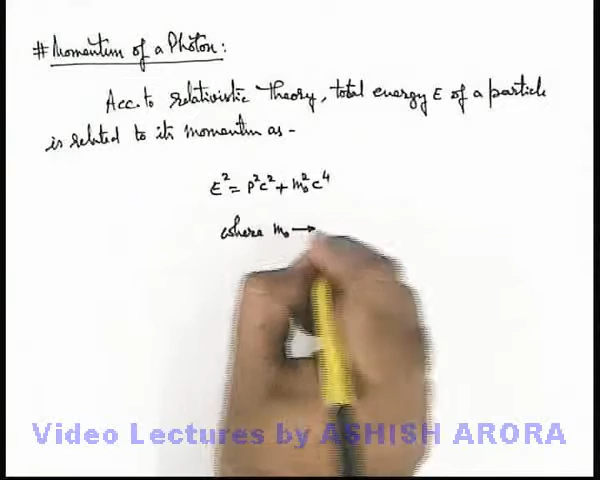 # Momentum of a Photon:
Acc. to relativistic Theory, total energy E of a particle
is related to its momentum as -
E² = P²c² + m₀²c⁴
where m₀ →
Video Lectures by ASHISH ARORA